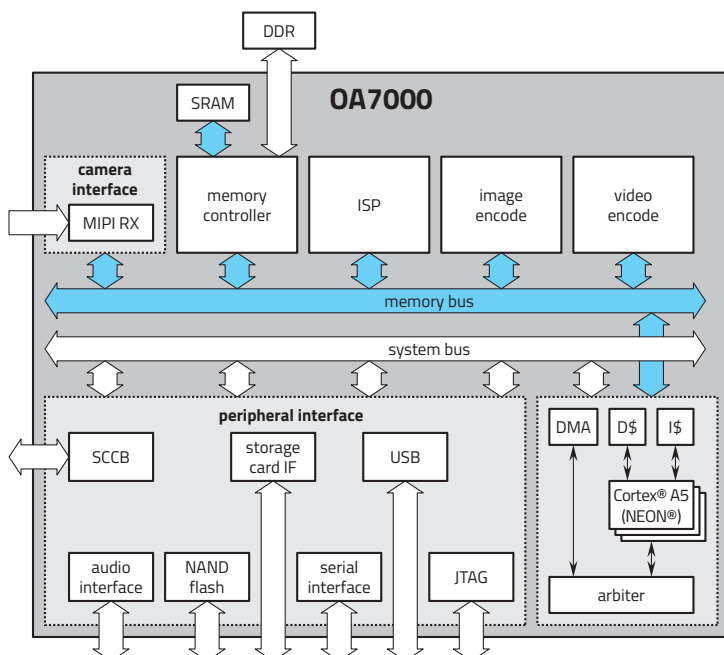 DDR
OA7000
SRAM
camera
interface
MIPI RX
memory
controller
ISP
image
encode
video
encode
memory bus
system bus
peripheral interface
SCCB
storage
card IF
USB
DMA
D$
I$
Cortex® A5
(NEON®)
audio
interface
NAND
flash
serial
interface
JTAG
arbiter